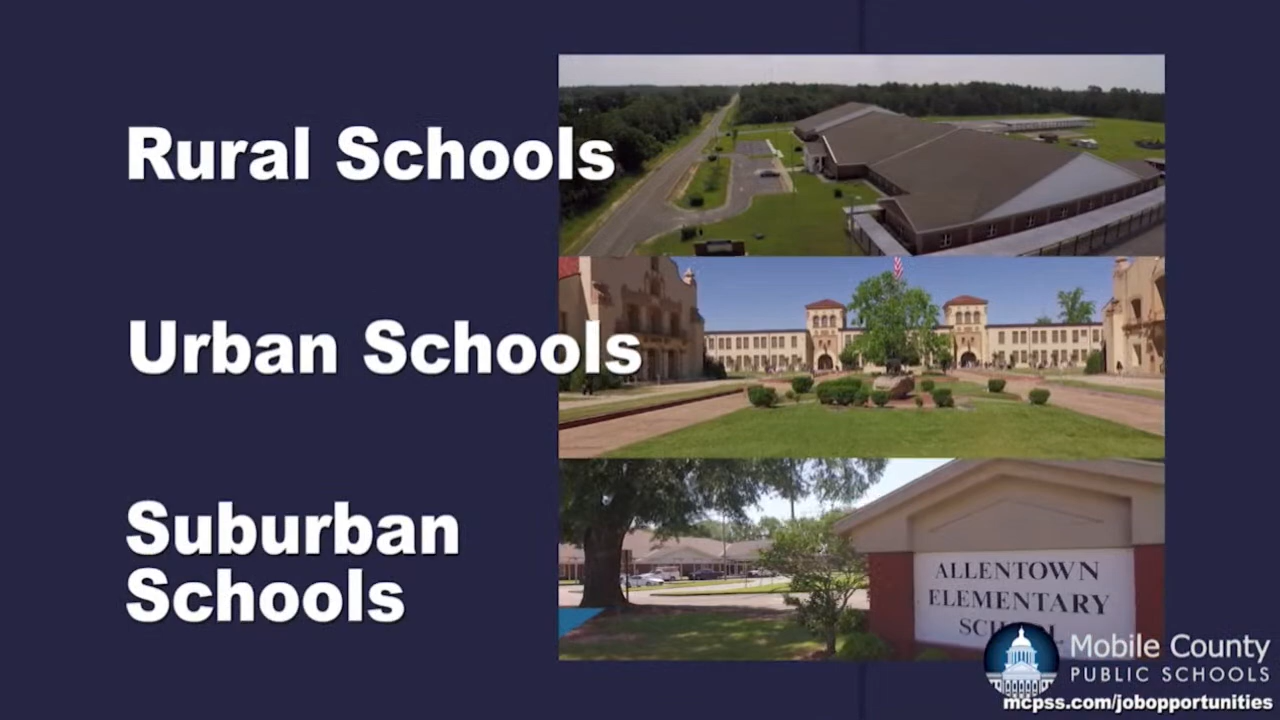 Rural Schools
Urban Schools
Suburban
Schools
ALLENTOWN
ELEMENTARY
Mobile County
PUBLIC SCHOOLS
mcpss.com/jobopportunities